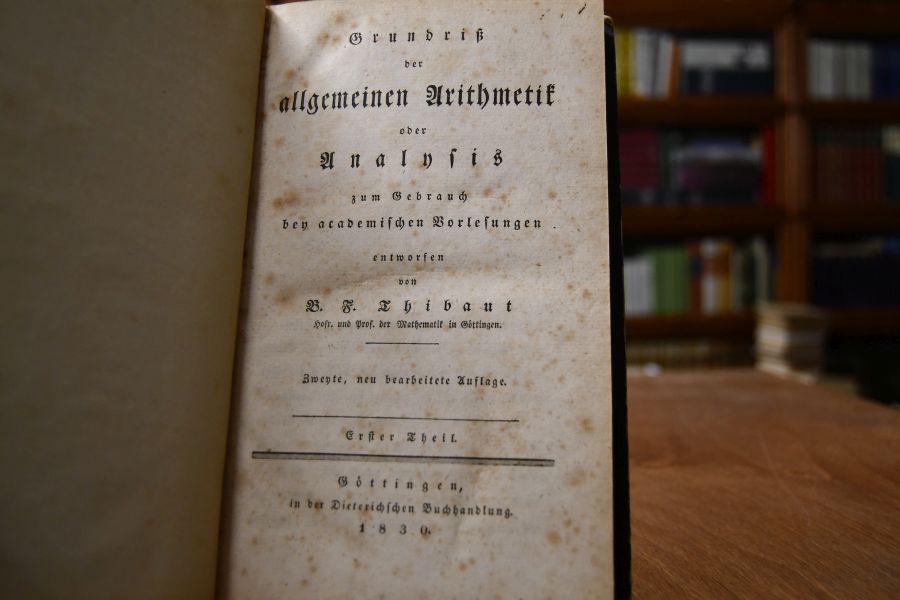 Grundriß
der
allgemeinen Arithmetik
oder
Analyſis
zum Gebrauch
bey academiſchen Vorleſungen
entworfen
von
B. F. Thibaut
Hofr. und Prof. der Mathematik in Göttingen.
Zweyte, neu bearbeitete Auflage.
Erſter Theil.
Göttingen,
in der Dieterichſchen Buchhandlung.
1830.